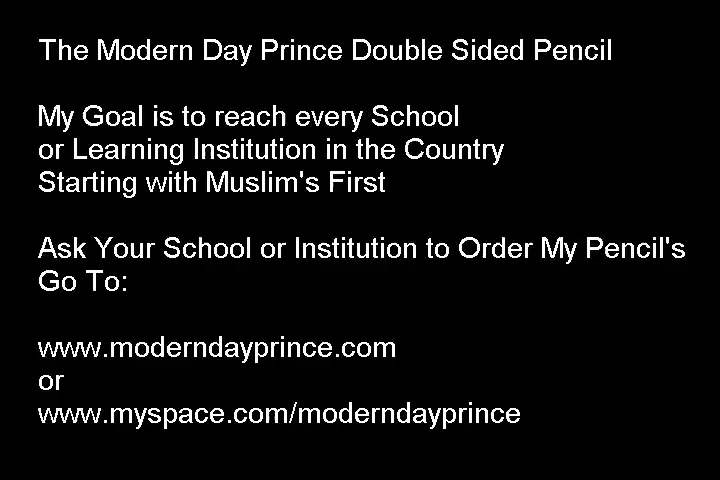 The Modern Day Prince Double Sided Pencil
My Goal is to reach every School
or Learning Institution in the Country
Starting with Muslim's First
Ask Your School or Institution to Order My Pencil's
Go To:
www.moderndayprince.com
or
www.myspace.com/moderndayprince